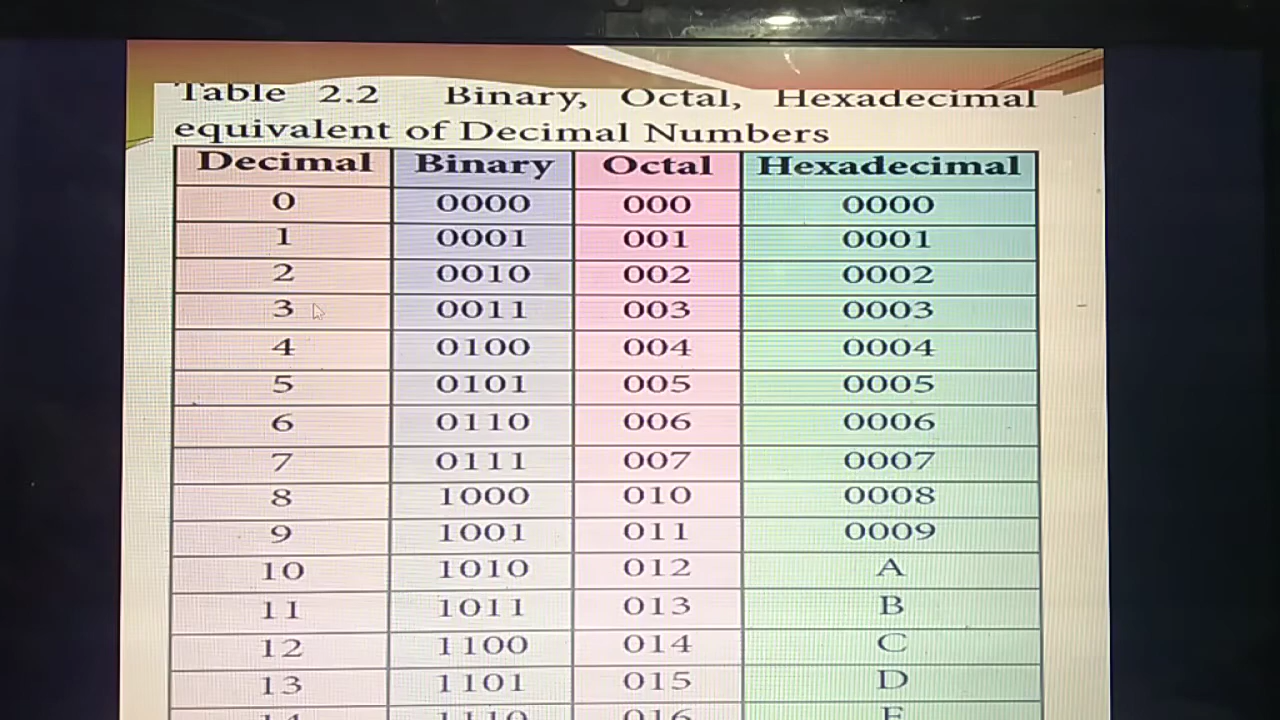 Table 2.2 Binary, Octal, Hexadecimal
equivalent of Decimal Numbers
Decimal Binary Octal Hexadecimal
0 0000 000 0000
1 0001 001 0001
2 0010 002 0002
3 0011 003 0003
4 0100 004 0004
5 0101 005 0005
6 0110 006 0006
7 0111 007 0007
8 1000 010 0008
9 1001 011 0009
10 1010 012 A
11 1011 013 B
12 1100 014 C
13 1101 015 D
14 1110 016